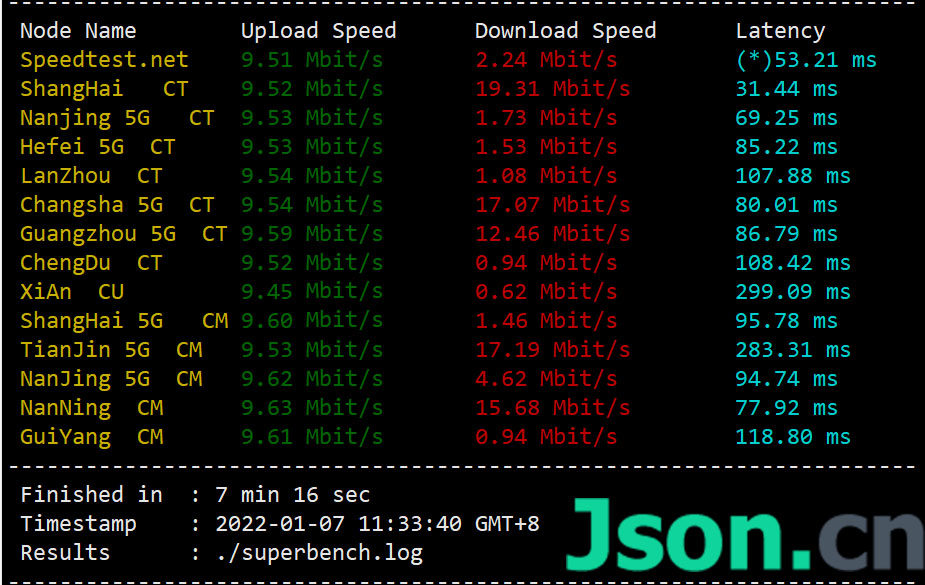 Node Name Upload Speed Download Speed Latency
Speedtest.net 9.51 Mbit/s 2.24 Mbit/s (*)53.21 ms
ShangHai CT 9.52 Mbit/s 19.31 Mbit/s 31.44 ms
Nanjing 5G CT 9.53 Mbit/s 1.73 Mbit/s 69.25 ms
Hefei 5G CT 9.53 Mbit/s 1.53 Mbit/s 85.22 ms
LanZhou CT 9.54 Mbit/s 1.08 Mbit/s 107.88 ms
Changsha 5G CT 9.54 Mbit/s 17.07 Mbit/s 80.01 ms
Guangzhou 5G CT 9.59 Mbit/s 12.46 Mbit/s 86.79 ms
ChengDu CT 9.52 Mbit/s 0.94 Mbit/s 108.42 ms
XiAn CU 9.45 Mbit/s 0.62 Mbit/s 299.09 ms
ShangHai 5G CM 9.60 Mbit/s 1.46 Mbit/s 95.78 ms
TianJin 5G CM 9.53 Mbit/s 17.19 Mbit/s 283.31 ms
NanJing 5G CM 9.62 Mbit/s 4.62 Mbit/s 94.74 ms
NanNing CM 9.63 Mbit/s 15.68 Mbit/s 77.92 ms
GuiYang CM 9.61 Mbit/s 0.94 Mbit/s 118.80 ms
Finished in : 7 min 16 sec
Timestamp : 2022-01-07 11:33:40 GMT+8
Results : ./superbench.log
Json.cn